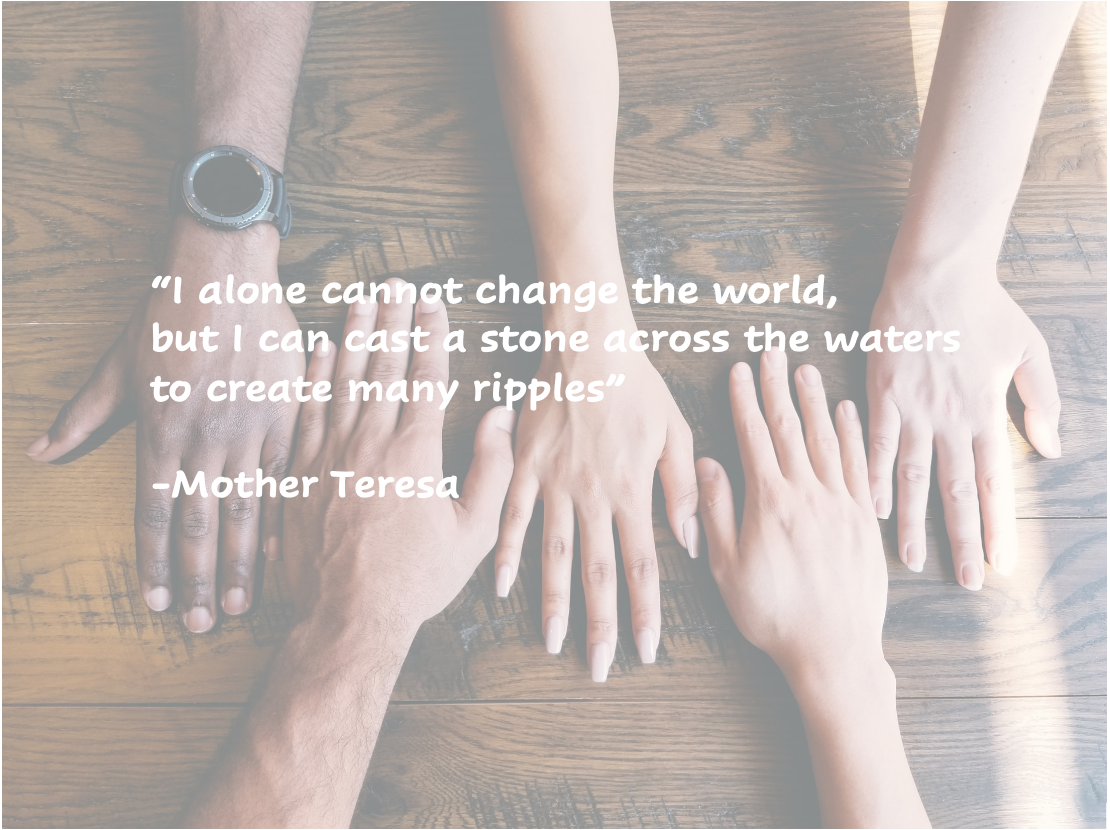 “I alone cannot change the world,
but I can cast a stone across the waters
to create many ripples”
-Mother Teresa